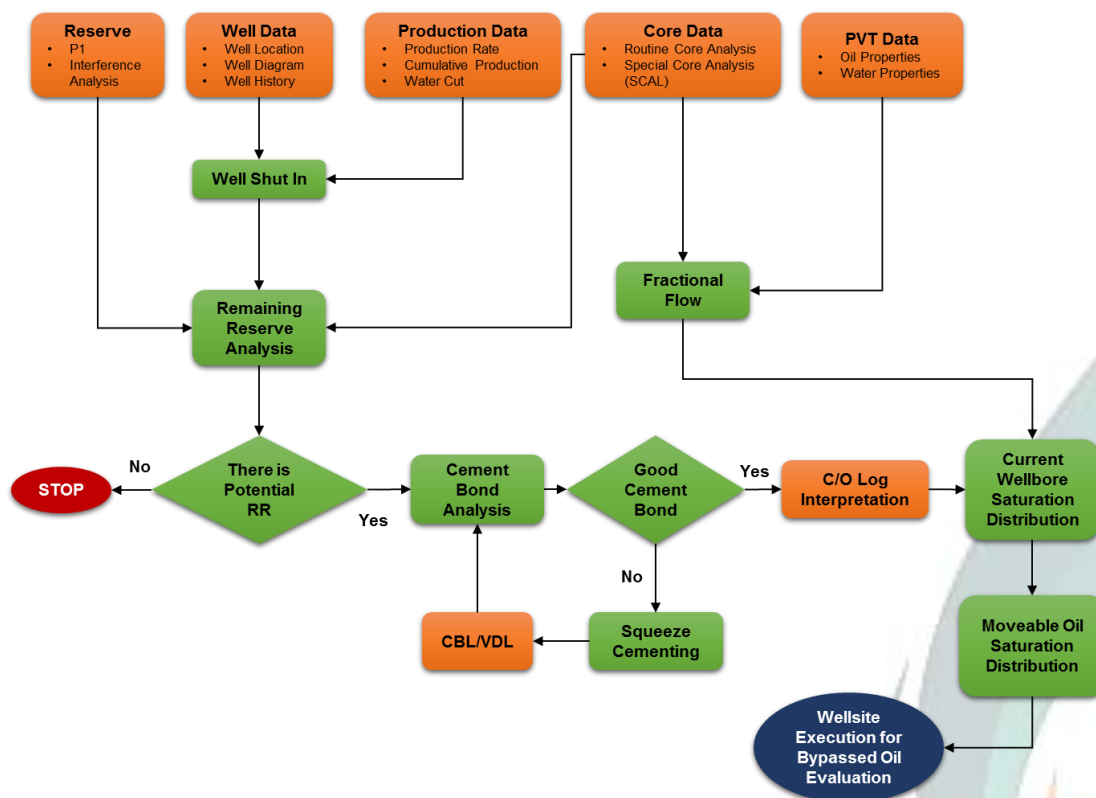 Reserve
• P1
• Interference
Analysis
Well Data
• Well Location
• Well Diagram
• Well History
Production Data
• Production Rate
• Cumulative Production
• Water Cut
Core Data
• Routine Core Analysis
• Special Core Analysis
(SCAL)
PVT Data
• Oil Properties
• Water Properties
Well Shut In
Remaining
Reserve
Analysis
Fractional
Flow
STOP
No
There is
Potential
RR
Yes
Cement
Bond
Analysis
Good
Cement
Bond
Yes
C/O Log
Interpretation
Current
Wellbore
Saturation
Distribution
No
CBL/VDL
Squeeze
Cementing
Moveable Oil
Saturation
Distribution
Wellsite
Execution for
Bypassed Oil
Evaluation